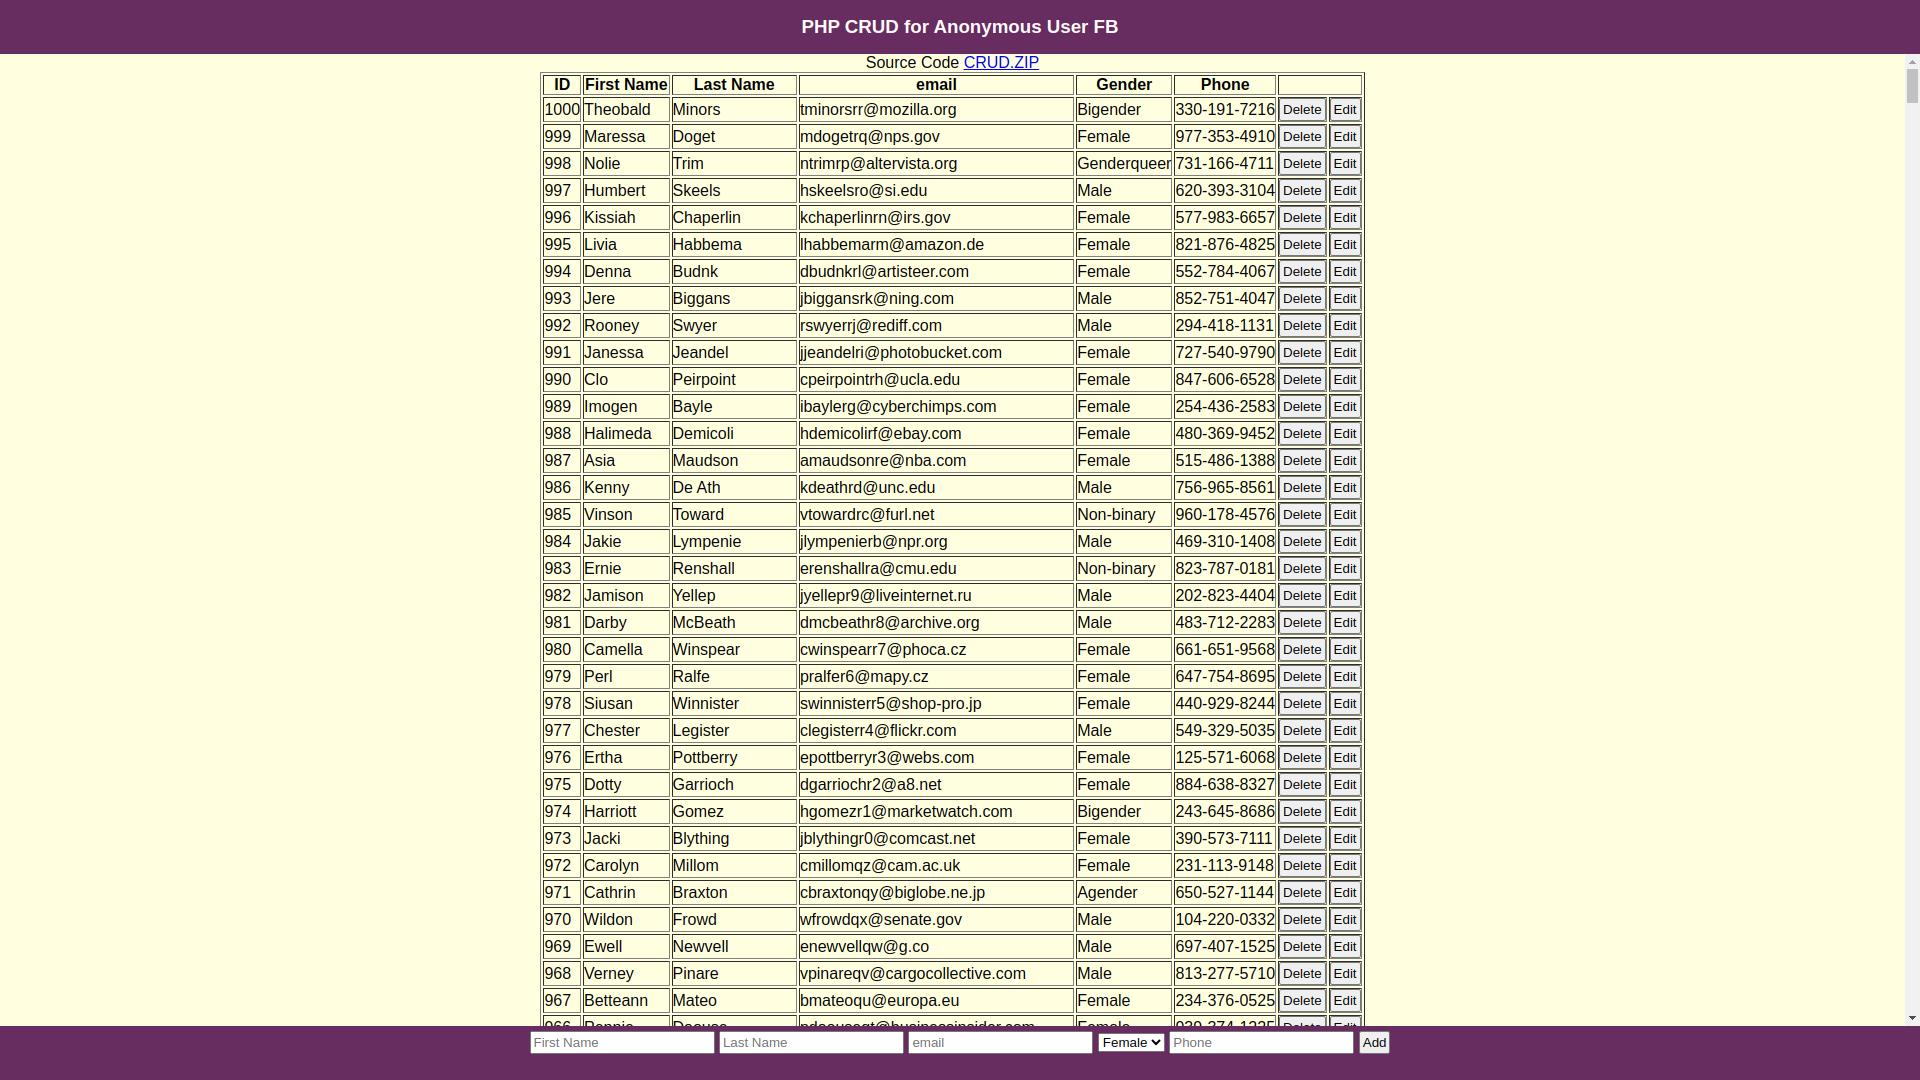 PHP CRUD for Anonymous User FB
Source Code CRUD.ZIP
ID First Name Last Name email Gender Phone
1000 Theobald Minors tminorsrr@mozilla.org Bigender 330-191-7216 Delete Edit
999 Maressa Doget mdogetrq@nps.gov Female 977-353-4910 Delete Edit
998 Nolie Trim ntrimrp@altervista.org Genderqueer 731-166-4711 Delete Edit
997 Humbert Skeels hskeelsro@si.edu Male 620-393-3104 Delete Edit
996 Kissiah Chaperlin kchaperlinrn@irs.gov Female 577-983-6657 Delete Edit
995 Livia Habbema lhabbemarm@amazon.de Female 821-876-4825 Delete Edit
994 Denna Budnk dbudnkrl@artisteer.com Female 552-784-4067 Delete Edit
993 Jere Biggans jbiggansrk@ning.com Male 852-751-4047 Delete Edit
992 Rooney Swyer rswyerrj@rediff.com Male 294-418-1131 Delete Edit
991 Janessa Jeandel jjeandelri@photobucket.com Female 727-540-9790 Delete Edit
990 Clo Peirpoint cpeirpointrh@ucla.edu Female 847-606-6528 Delete Edit
989 Imogen Bayle ibaylerg@cyberchimps.com Female 254-436-2583 Delete Edit
988 Halimeda Demicoli hdemicolirf@ebay.com Female 480-369-9452 Delete Edit
987 Asia Maudson amaudsonre@nba.com Female 515-486-1388 Delete Edit
986 Kenny De Ath kdeathrd@unc.edu Male 756-965-8561 Delete Edit
985 Vinson Toward vtowardrc@furl.net Non-binary 960-178-4576 Delete Edit
984 Jakie Lympenie jlympenierb@npr.org Male 469-310-1408 Delete Edit
983 Ernie Renshall erenshallra@cmu.edu Non-binary 823-787-0181 Delete Edit
982 Jamison Yellep jyellepr9@liveinternet.ru Male 202-823-4404 Delete Edit
981 Darby McBeath dmcbeathr8@archive.org Male 483-712-2283 Delete Edit
980 Camella Winspear cwinspearr7@phoca.cz Female 661-651-9568 Delete Edit
979 Perl Ralfe pralfer6@mapy.cz Female 647-754-8695 Delete Edit
978 Siusan Winnister swinnisterr5@shop-pro.jp Female 440-929-8244 Delete Edit
977 Chester Legister clegisterr4@flickr.com Male 549-329-5035 Delete Edit
976 Ertha Pottberry epottberryr3@webs.com Female 125-571-6068 Delete Edit
975 Dotty Garrioch dgarriochr2@a8.net Female 884-638-8327 Delete Edit
974 Harriott Gomez hgomezr1@marketwatch.com Bigender 243-645-8686 Delete Edit
973 Jacki Blything jblythingr0@comcast.net Female 390-573-7111 Delete Edit
972 Carolyn Millom cmillomqz@cam.ac.uk Female 231-113-9148 Delete Edit
971 Cathrin Braxton cbraxtonqy@biglobe.ne.jp Agender 650-527-1144 Delete Edit
970 Wildon Frowd wfrowdqx@senate.gov Male 104-220-0332 Delete Edit
969 Ewell Newvell enewvellqw@g.co Male 697-407-1525 Delete Edit
968 Verney Pinare vpinareqv@cargocollective.com Male 813-277-5710 Delete Edit
967 Betteann Mateo bmateoqu@europa.eu Female 234-376-0525 Delete Edit
First Name Last Name email Female Phone Add